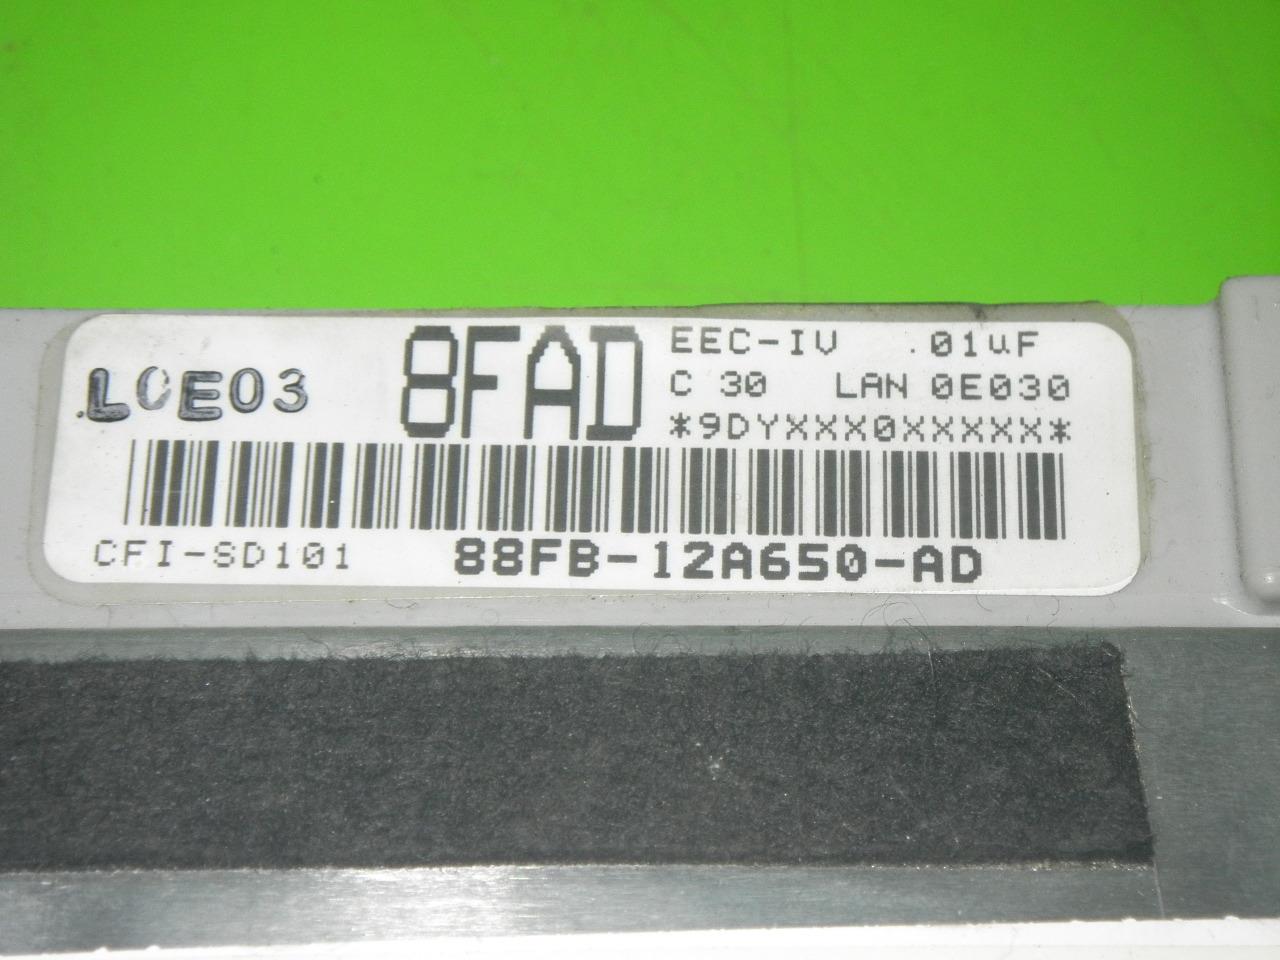 L0E03 8FAD EEC-IV .01uF
C 30 LAN 0E030
*9DYXXX0XXXXX*
CFI-SD101 88FB-12A650-AD